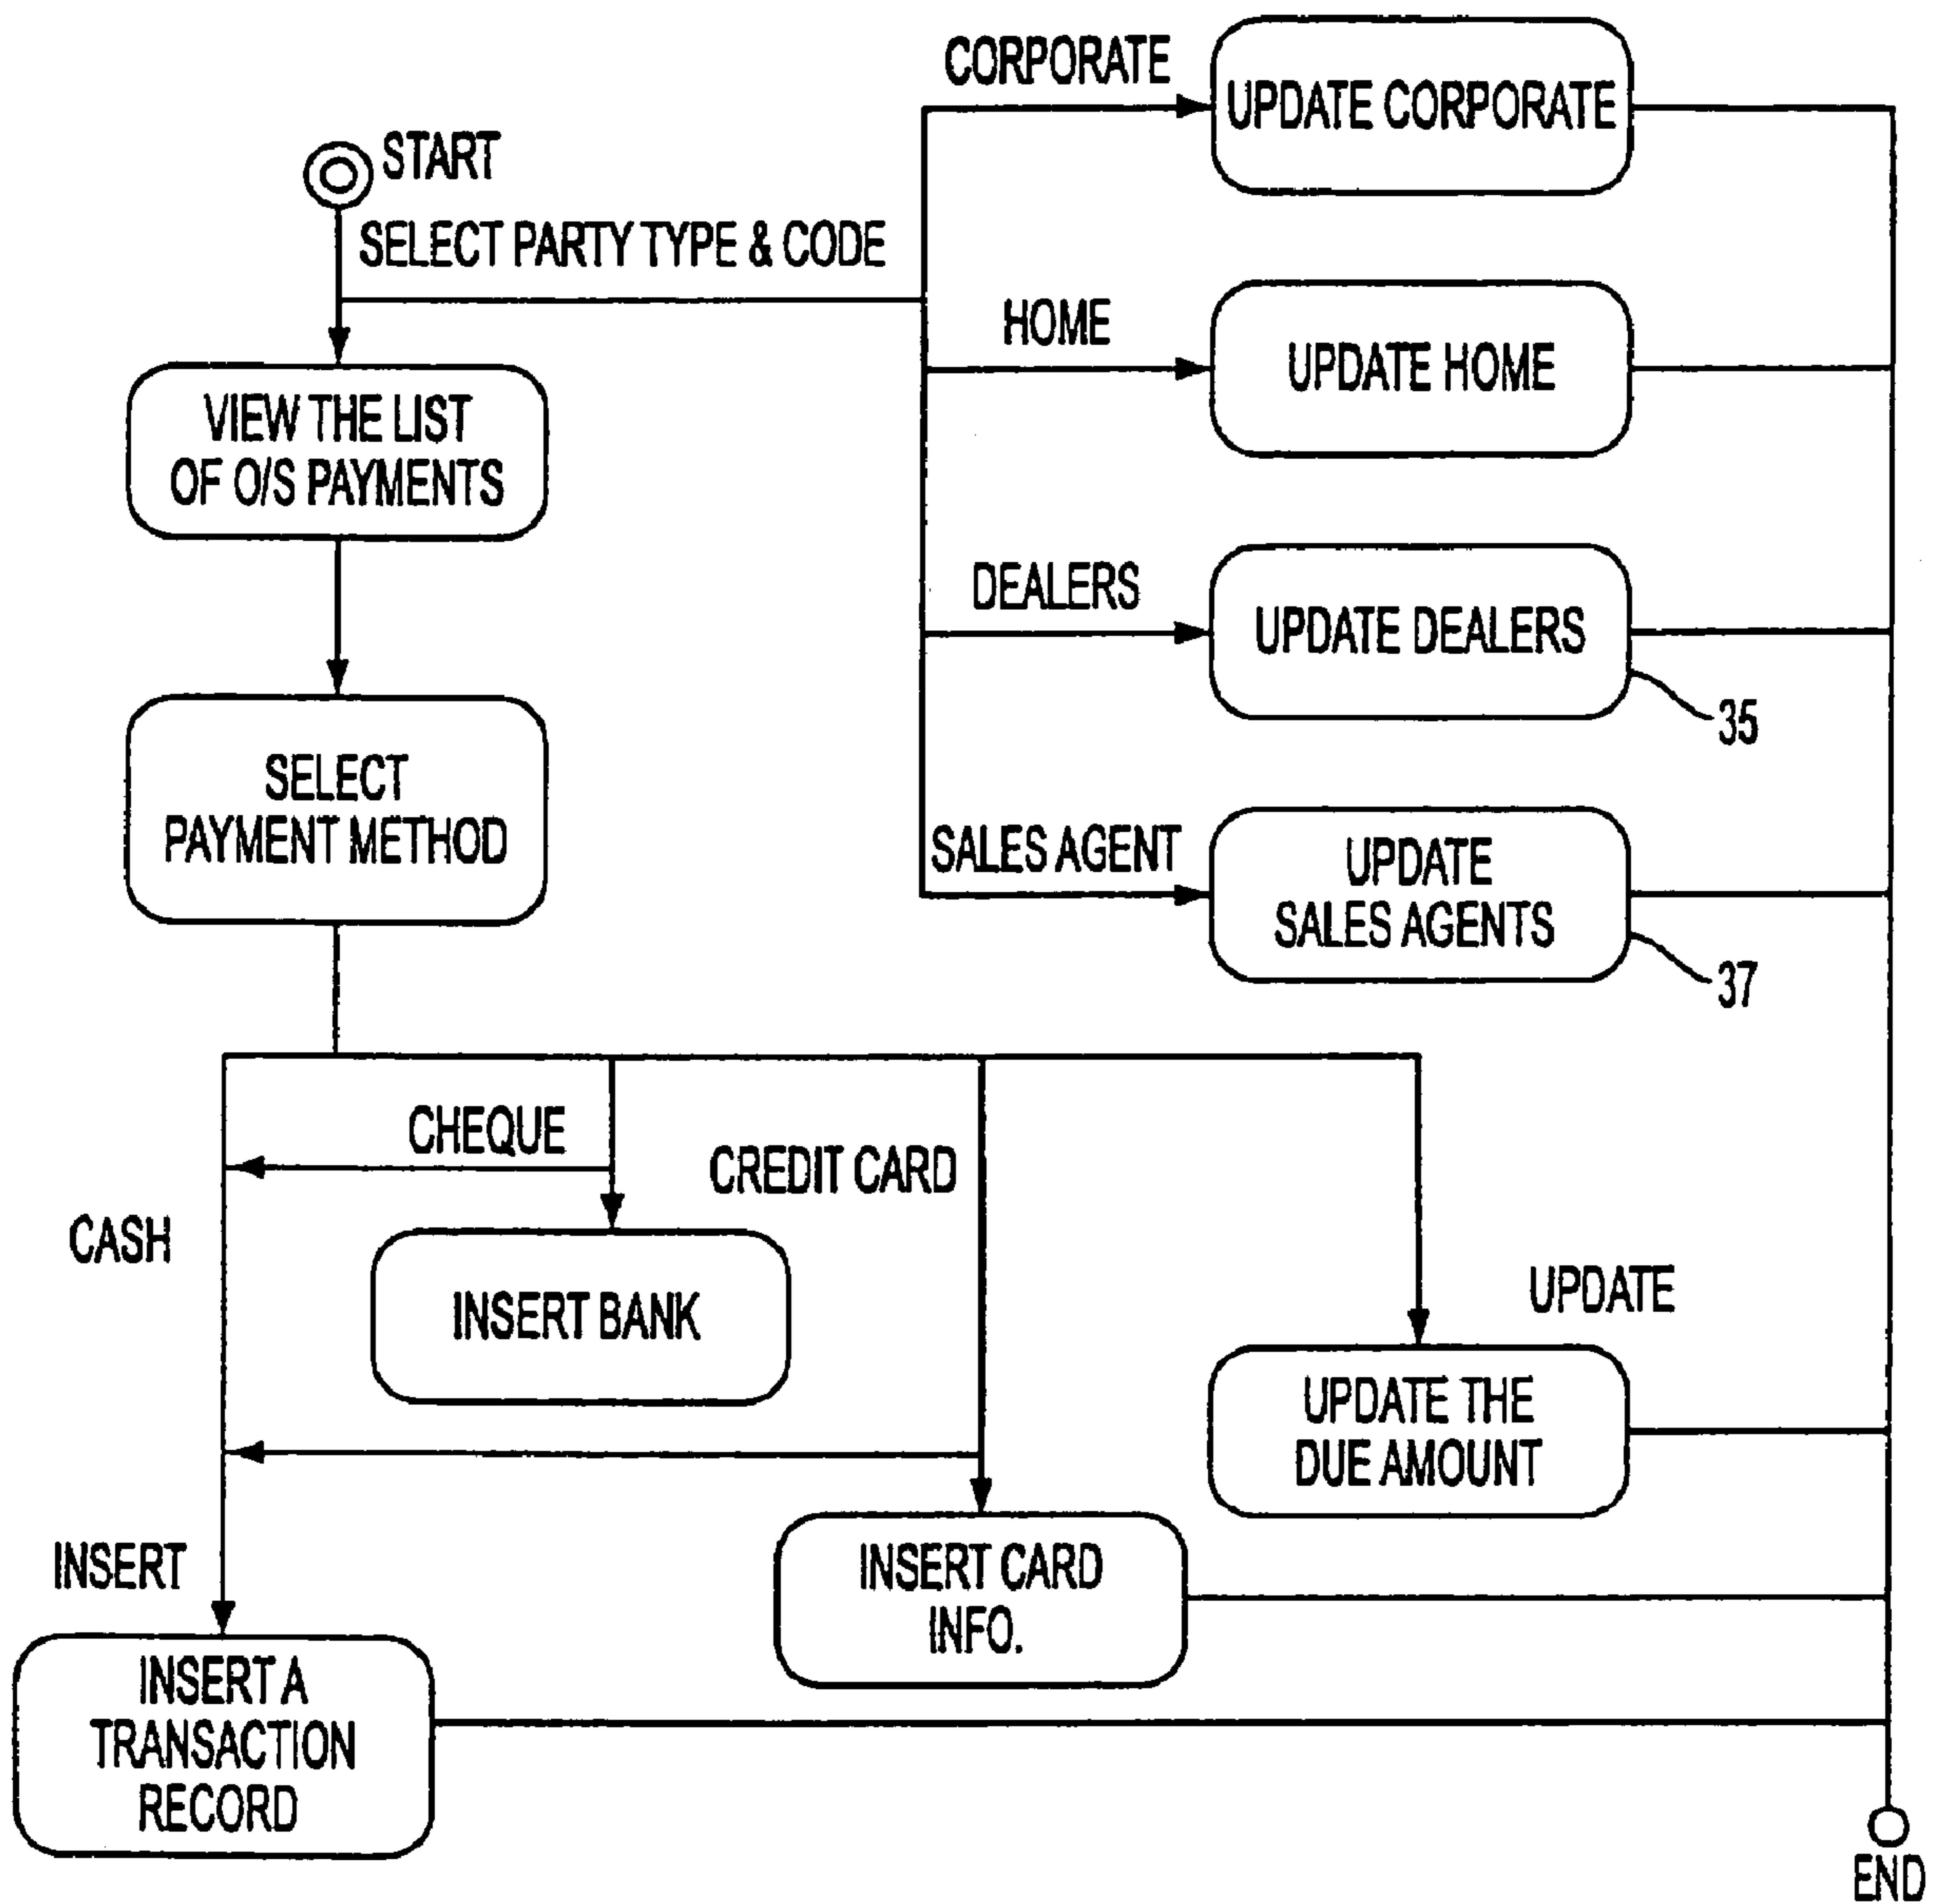 CORPORATE
UPDATE CORPORATE
START
SELECT PARTY TYPE & CODE
HOME
UPDATE HOME
VIEW THE LIST
OF O/S PAYMENTS
DEALERS
UPDATE DEALERS
35
SELECT
PAYMENT METHOD
SALES AGENT
UPDATE
SALES AGENTS
37
CHEQUE
CREDIT CARD
CASH
INSERT BANK
UPDATE
UPDATE THE
DUE AMOUNT
INSERT
INSERT CARD
INFO.
INSERT A
TRANSACTION
RECORD
END